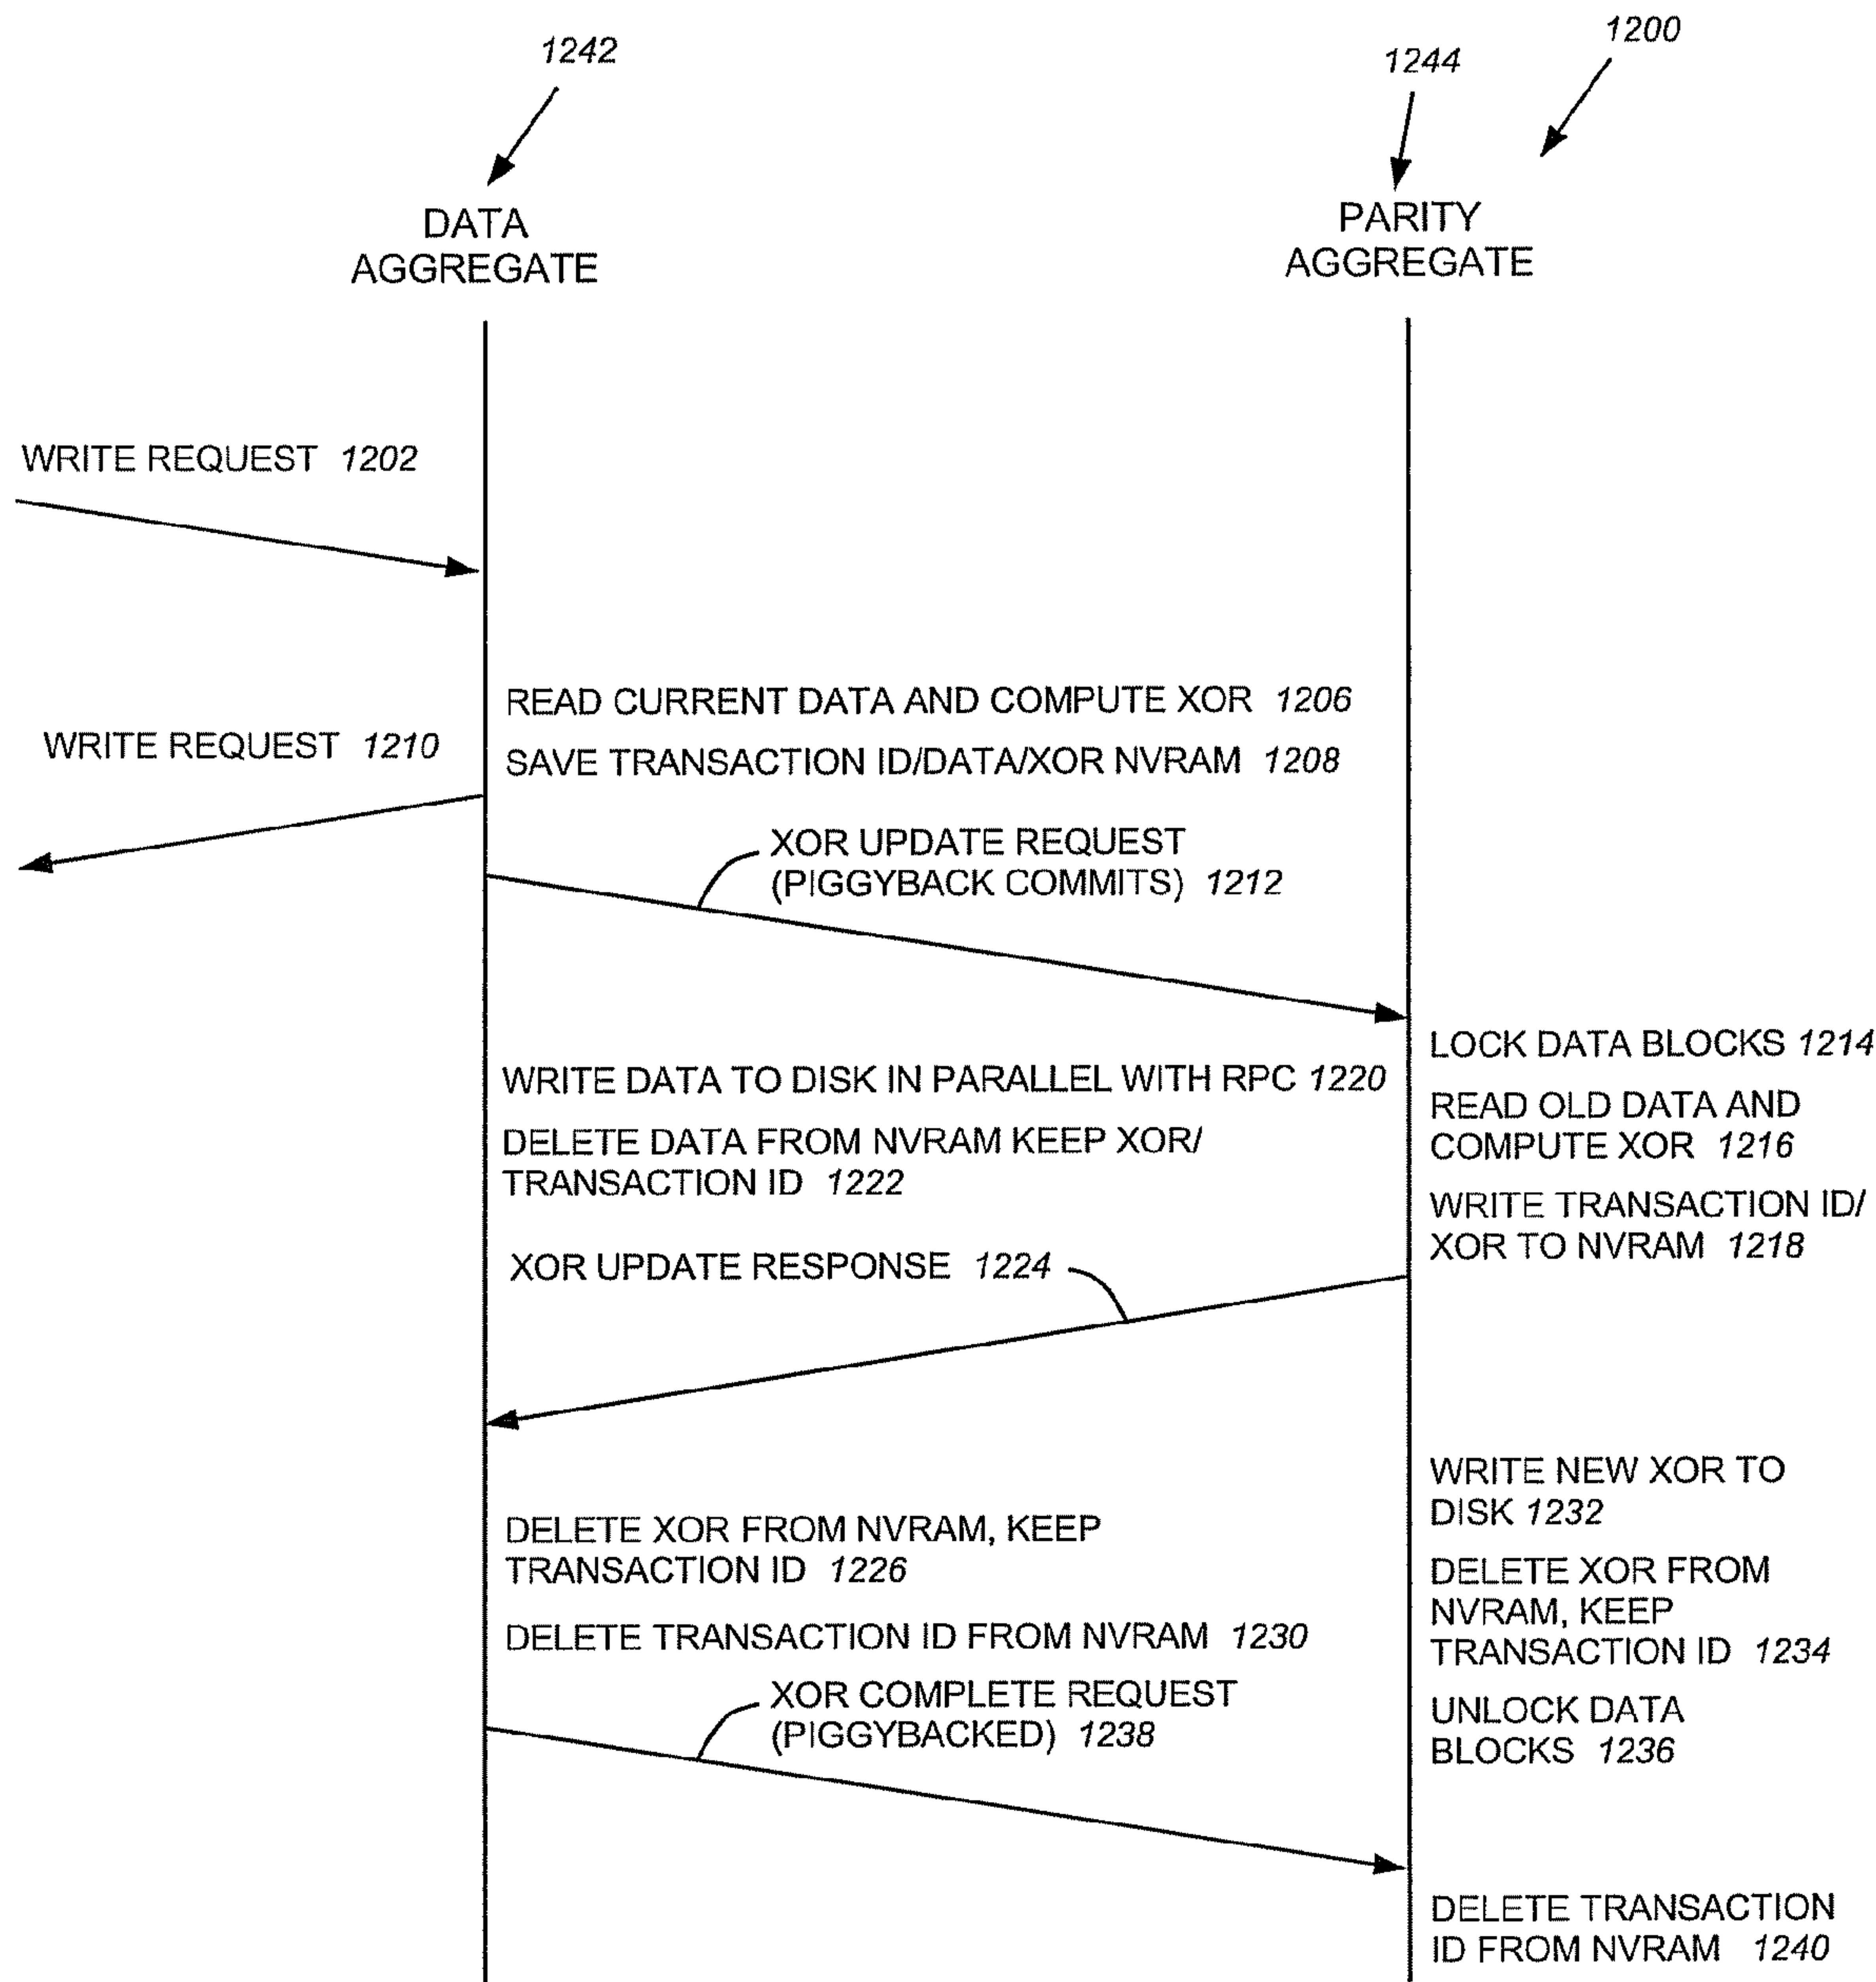 1242
1244
1200
DATA
AGGREGATE
PARITY
AGGREGATE
WRITE REQUEST 1202
READ CURRENT DATA AND COMPUTE XOR 1206
WRITE REQUEST 1210
SAVE TRANSACTION ID/DATA/XOR NVRAM 1208
XOR UPDATE REQUEST
(PIGGYBACK COMMITS) 1212
LOCK DATA BLOCKS 1214
WRITE DATA TO DISK IN PARALLEL WITH RPC 1220
READ OLD DATA AND
COMPUTE XOR 1216
DELETE DATA FROM NVRAM KEEP XOR/
TRANSACTION ID 1222
WRITE TRANSACTION ID/
XOR TO NVRAM 1218
XOR UPDATE RESPONSE 1224
WRITE NEW XOR TO
DISK 1232
DELETE XOR FROM NVRAM, KEEP
TRANSACTION ID 1226
DELETE XOR FROM
NVRAM, KEEP
TRANSACTION ID 1234
DELETE TRANSACTION ID FROM NVRAM 1230
XOR COMPLETE REQUEST
(PIGGYBACKED) 1238
UNLOCK DATA
BLOCKS 1236
DELETE TRANSACTION
ID FROM NVRAM 1240